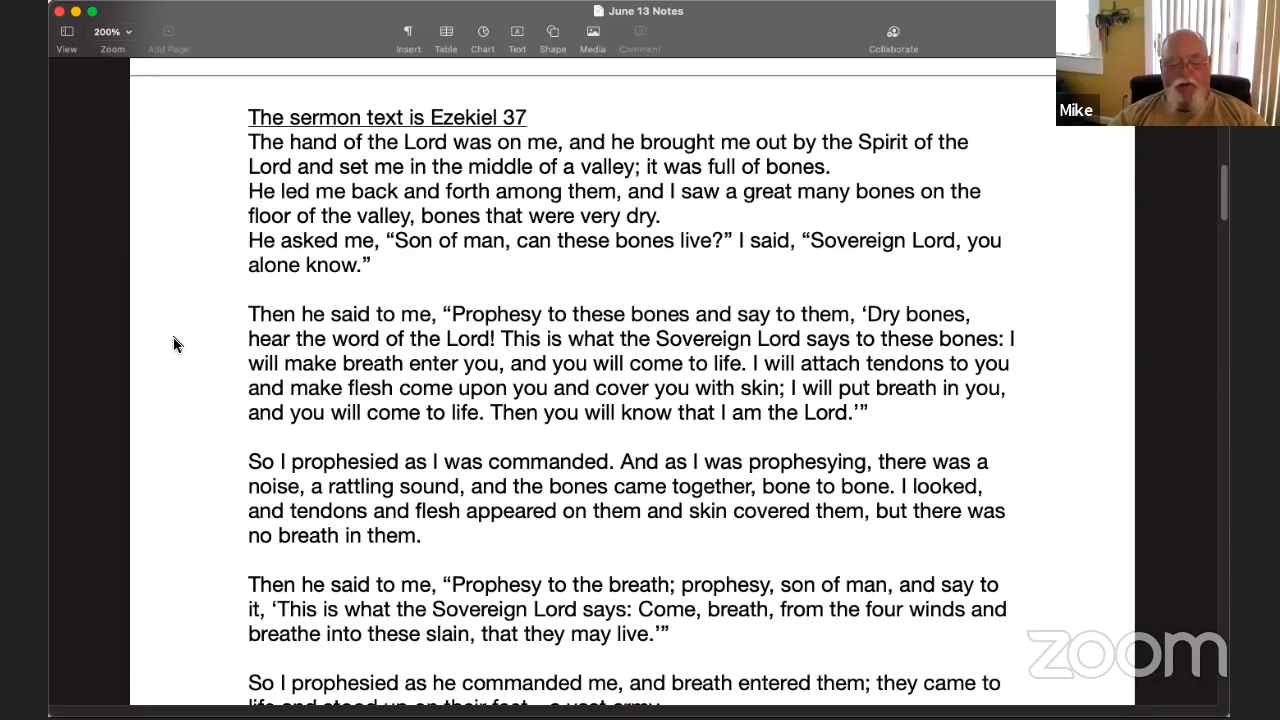 June 13 Notes
200%
View
Zoom
Add Page
Insert
Table
Chart
Text
Shape
Media
Comment
Collaborate
Mike
The sermon text is Ezekiel 37
The hand of the Lord was on me, and he brought me out by the Spirit of the
Lord and set me in the middle of a valley; it was full of bones.
He led me back and forth among them, and I saw a great many bones on the
floor of the valley, bones that were very dry.
He asked me, “Son of man, can these bones live?” I said, “Sovereign Lord, you
alone know.”
Then he said to me, “Prophesy to these bones and say to them, ‘Dry bones,
hear the word of the Lord! This is what the Sovereign Lord says to these bones: I
will make breath enter you, and you will come to life. I will attach tendons to you
and make flesh come upon you and cover you with skin; I will put breath in you,
and you will come to life. Then you will know that I am the Lord.’”
So I prophesied as I was commanded. And as I was prophesying, there was a
noise, a rattling sound, and the bones came together, bone to bone. I looked,
and tendons and flesh appeared on them and skin covered them, but there was
no breath in them.
Then he said to me, “Prophesy to the breath; prophesy, son of man, and say to
it, ‘This is what the Sovereign Lord says: Come, breath, from the four winds and
breathe into these slain, that they may live.’”
So I prophesied as he commanded me, and breath entered them; they came to
life and stood up on their feet—a vast army.
zoom